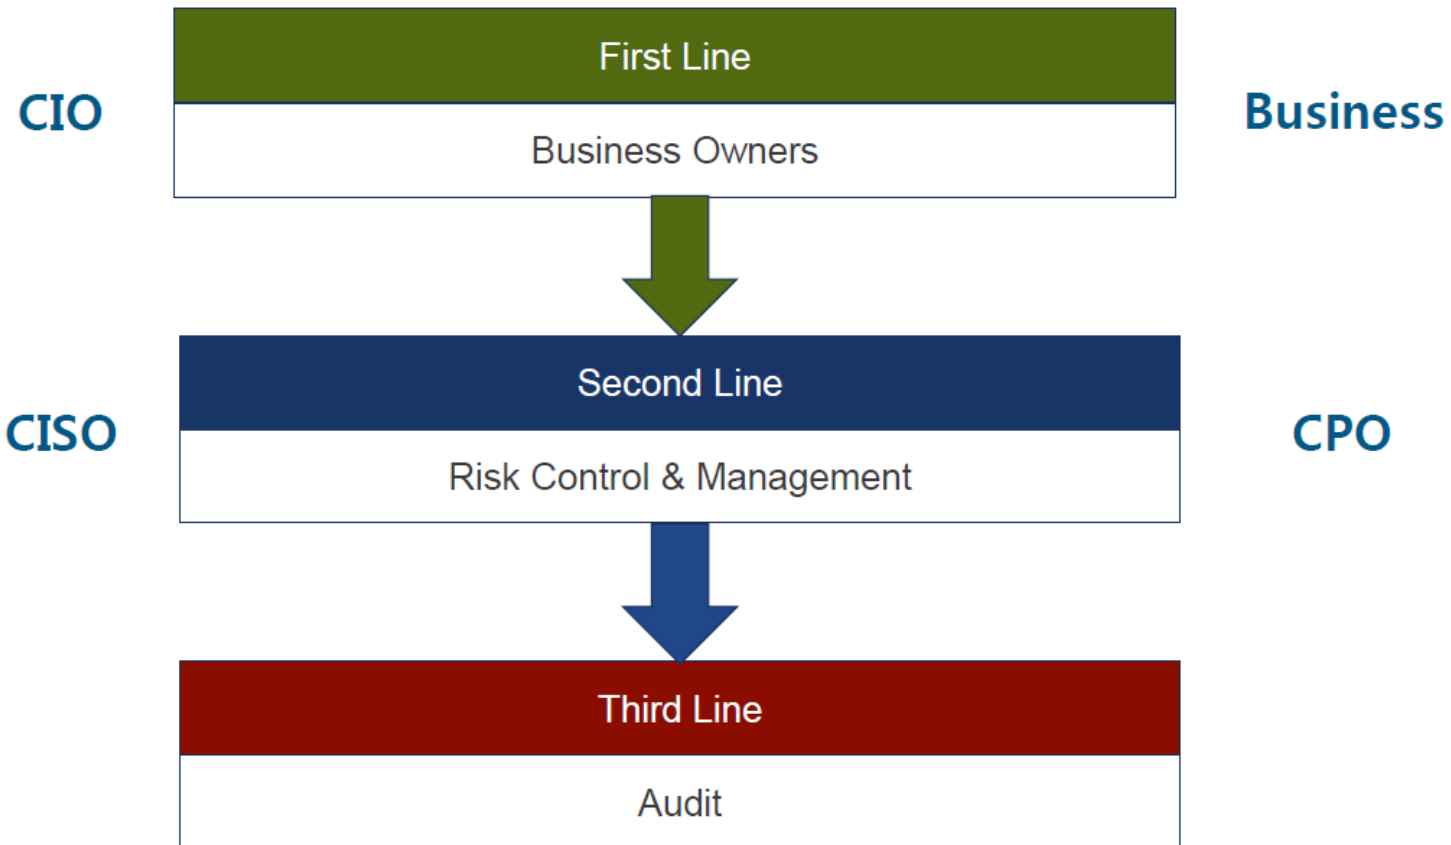 First Line
CIO
Business
Business Owners
Second Line
CISO
CPO
Risk Control & Management
Third Line
Audit